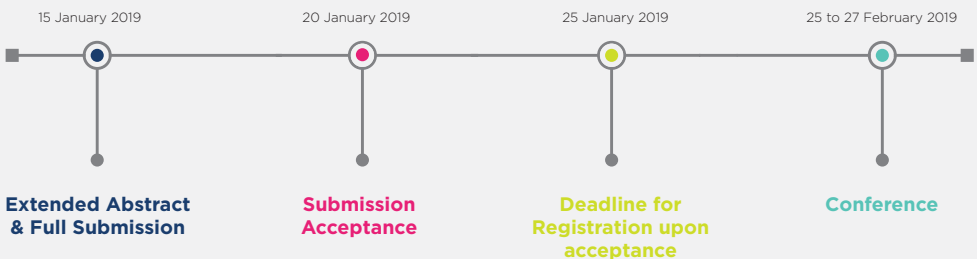 15 January 2019
20 January 2019
25 January 2019
25 to 27 February 2019
Extended Abstract
& Full Submission
Submission
Acceptance
Deadline for
Registration upon
acceptance
Conference